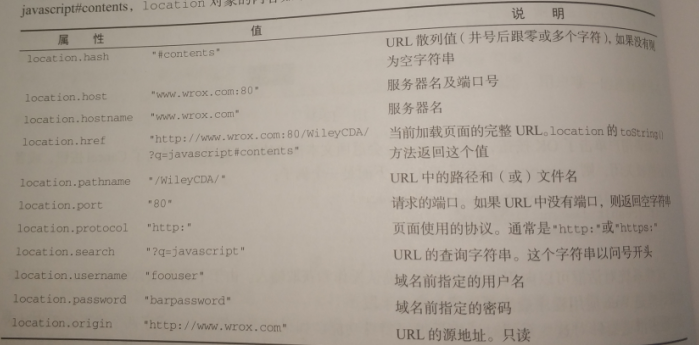 javascript#contents, location 对象的内容
属 性 值 说 明
location.hash "#contents" URL 散列值(井号后跟零或多个字符),如果没有则
为空字符串
location.host "www.wrox.com:80" 服务器名及端口号
location.hostname "www.wrox.com" 服务器名
location.href "http://www.wrox.com:80/WileyCDA/ 当前加载页面的完整 URL。location 的 toString()
?q=javascript#contents" 方法返回这个值
location.pathname "/WileyCDA/" URL 中的路径和(或)文件名
location.port "80" 请求的端口。如果 URL 中没有端口,则返回空字符串
location.protocol "http:" 页面使用的协议。通常是"http:"或"https:"
location.search "?q=javascript" URL 的查询字符串。这个字符串以问号开头
location.username "foouser" 域名前指定的用户名
location.password "barpassword" 域名前指定的密码
location.origin "http://www.wrox.com" URL 的源地址。只读